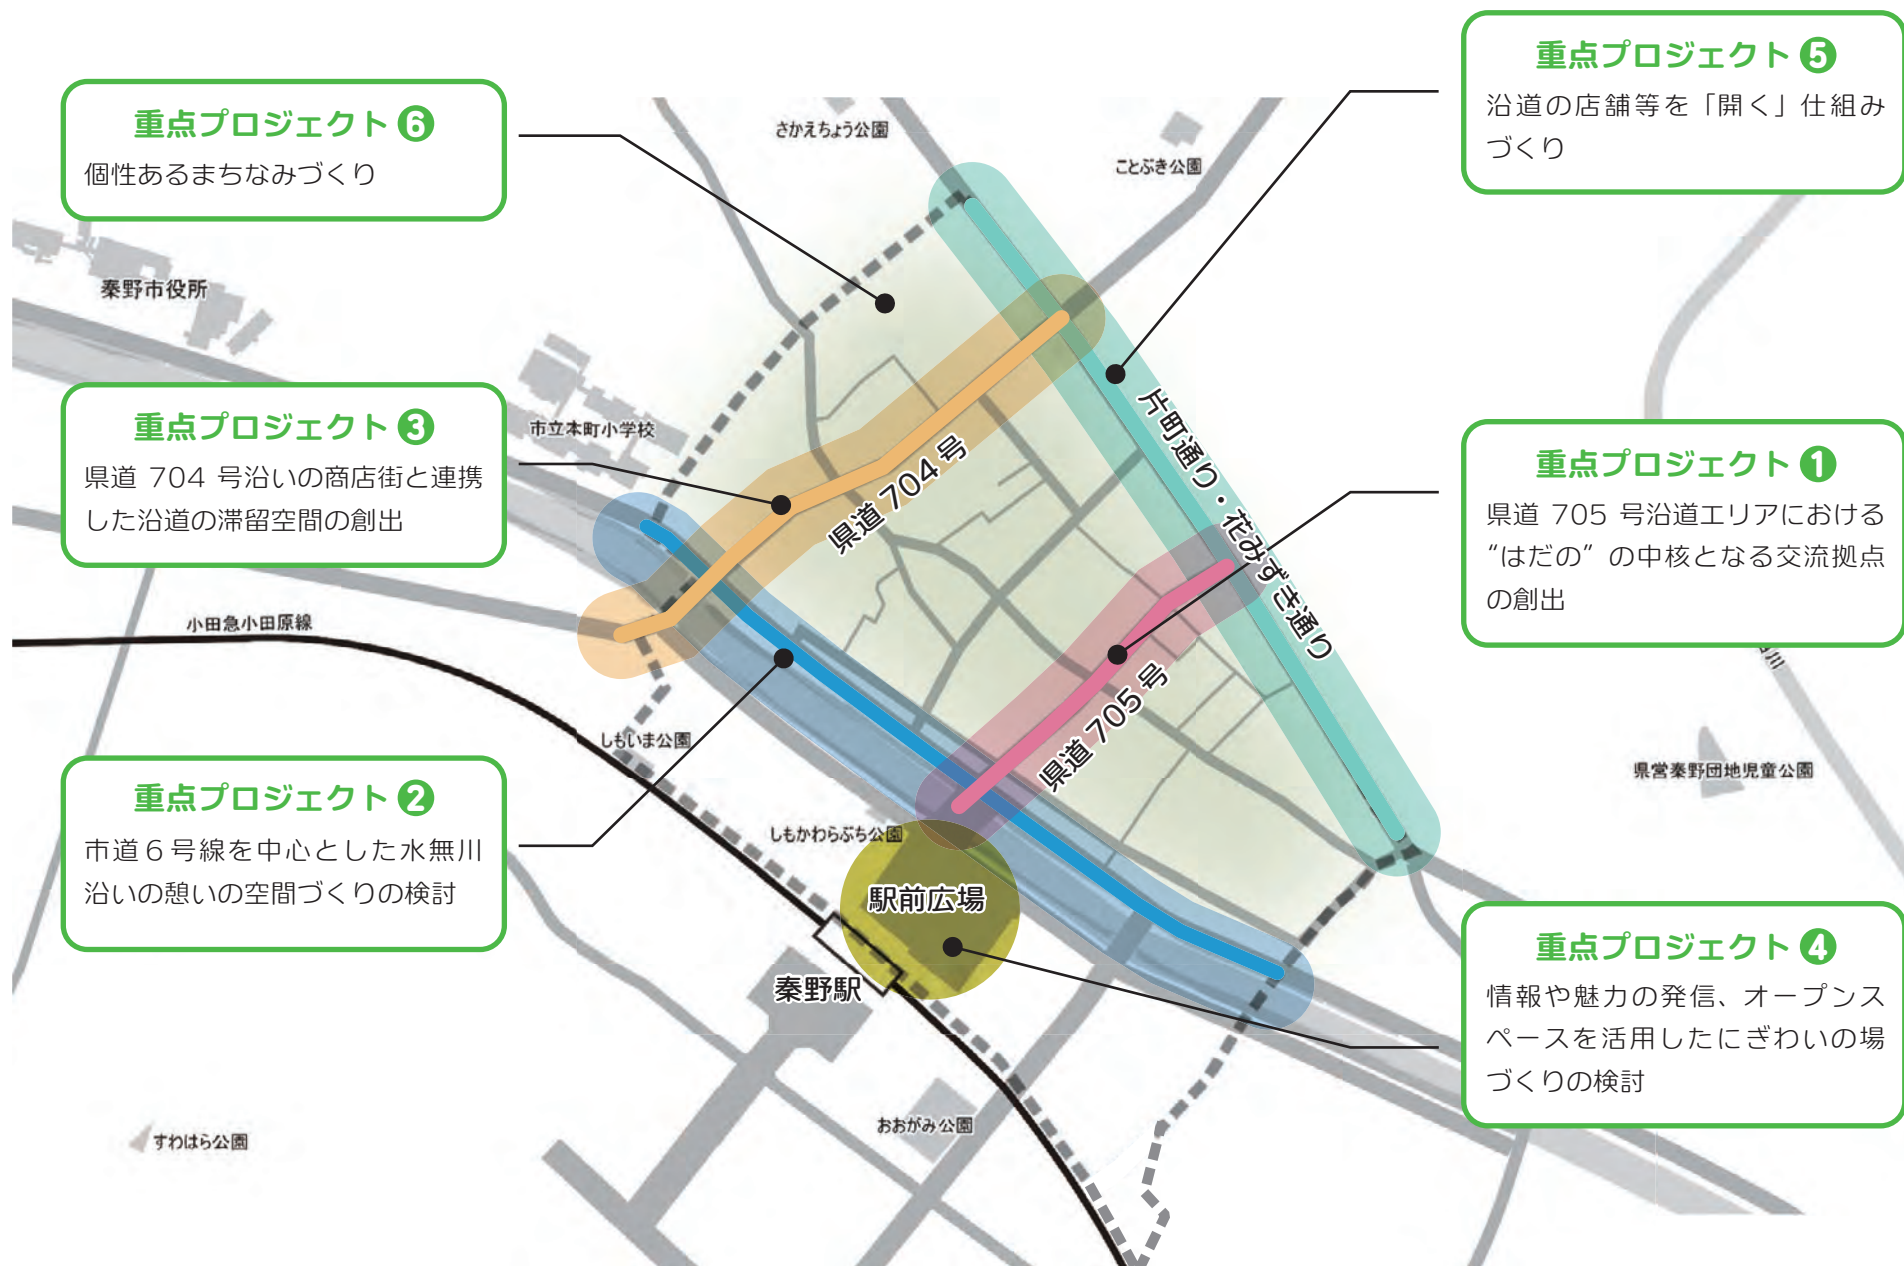 重点プロジェクト ❻
個性あるまちなみづくり
重点プロジェクト ❸
県道 704 号沿いの商店街と連携
した沿道の滞留空間の創出
重点プロジェクト ❷
市道６号線を中心とした水無川
沿いの憩いの空間づくりの検討
重点プロジェクト ❺
沿道の店舗等を「開く」仕組み
づくり
重点プロジェクト ❶
県道 705 号沿道エリアにおける
“はだの”の中核となる交流拠点
の創出
重点プロジェクト ❹
情報や魅力の発信、オープンス
ペースを活用したにぎわいの場
づくりの検討
さかえちょう公園
ことぶき公園
秦野市役所
市立本町小学校
県道 704 号
片町通り・花みずき通り
小田急小田原線
県道 705 号
しもいま公園
県営秦野団地児童公園
しもかわらぶち公園
駅前広場
秦野駅
おおがみ公園
すわはら公園